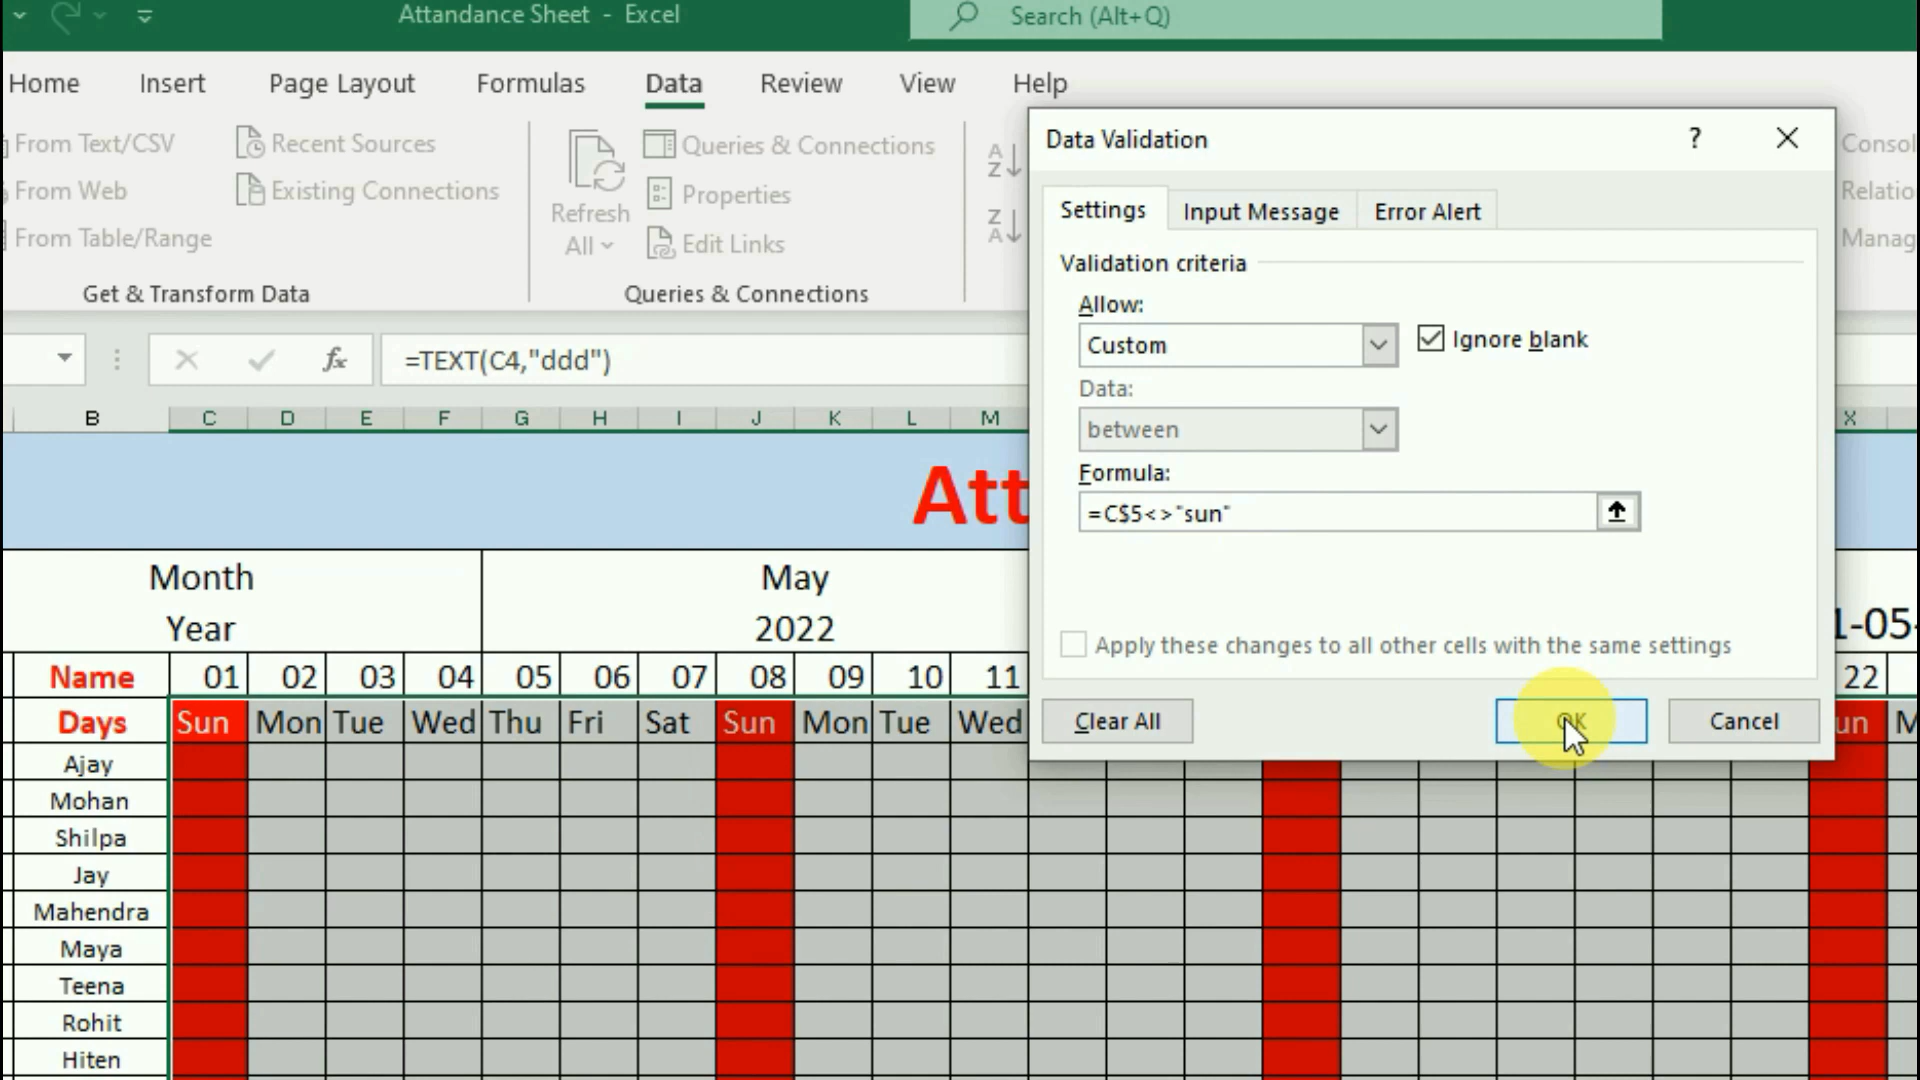 Attandance Sheet - Excel
Search (Alt+Q)
Home Insert Page Layout Formulas Data Review View Help
From Text/CSV
From Web
From Table/Range
Recent Sources
Existing Connections
Get & Transform Data
Refresh
All
Queries & Connections
Properties
Edit Links
Queries & Connections
A
Z
Z
A
Data Validation ? 
Settings Input Message Error Alert
Validation criteria
Allow:
Custom
Ignore blank
Data:
between
Formula:
=C$5<>"sun"
Apply these changes to all other cells with the same settings
Clear All OK Cancel
fx =TEXT(C4,"ddd")
B C D E F G H I J K L M X
Att
Month May
Year 2022
1-05-
Name 01 02 03 04 05 06 07 08 09 10 11 22
Days Sun Mon Tue Wed Thu Fri Sat Sun Mon Tue Wed un M
Ajay
Mohan
Shilpa
Jay
Mahendra
Maya
Teena
Rohit
Hiten